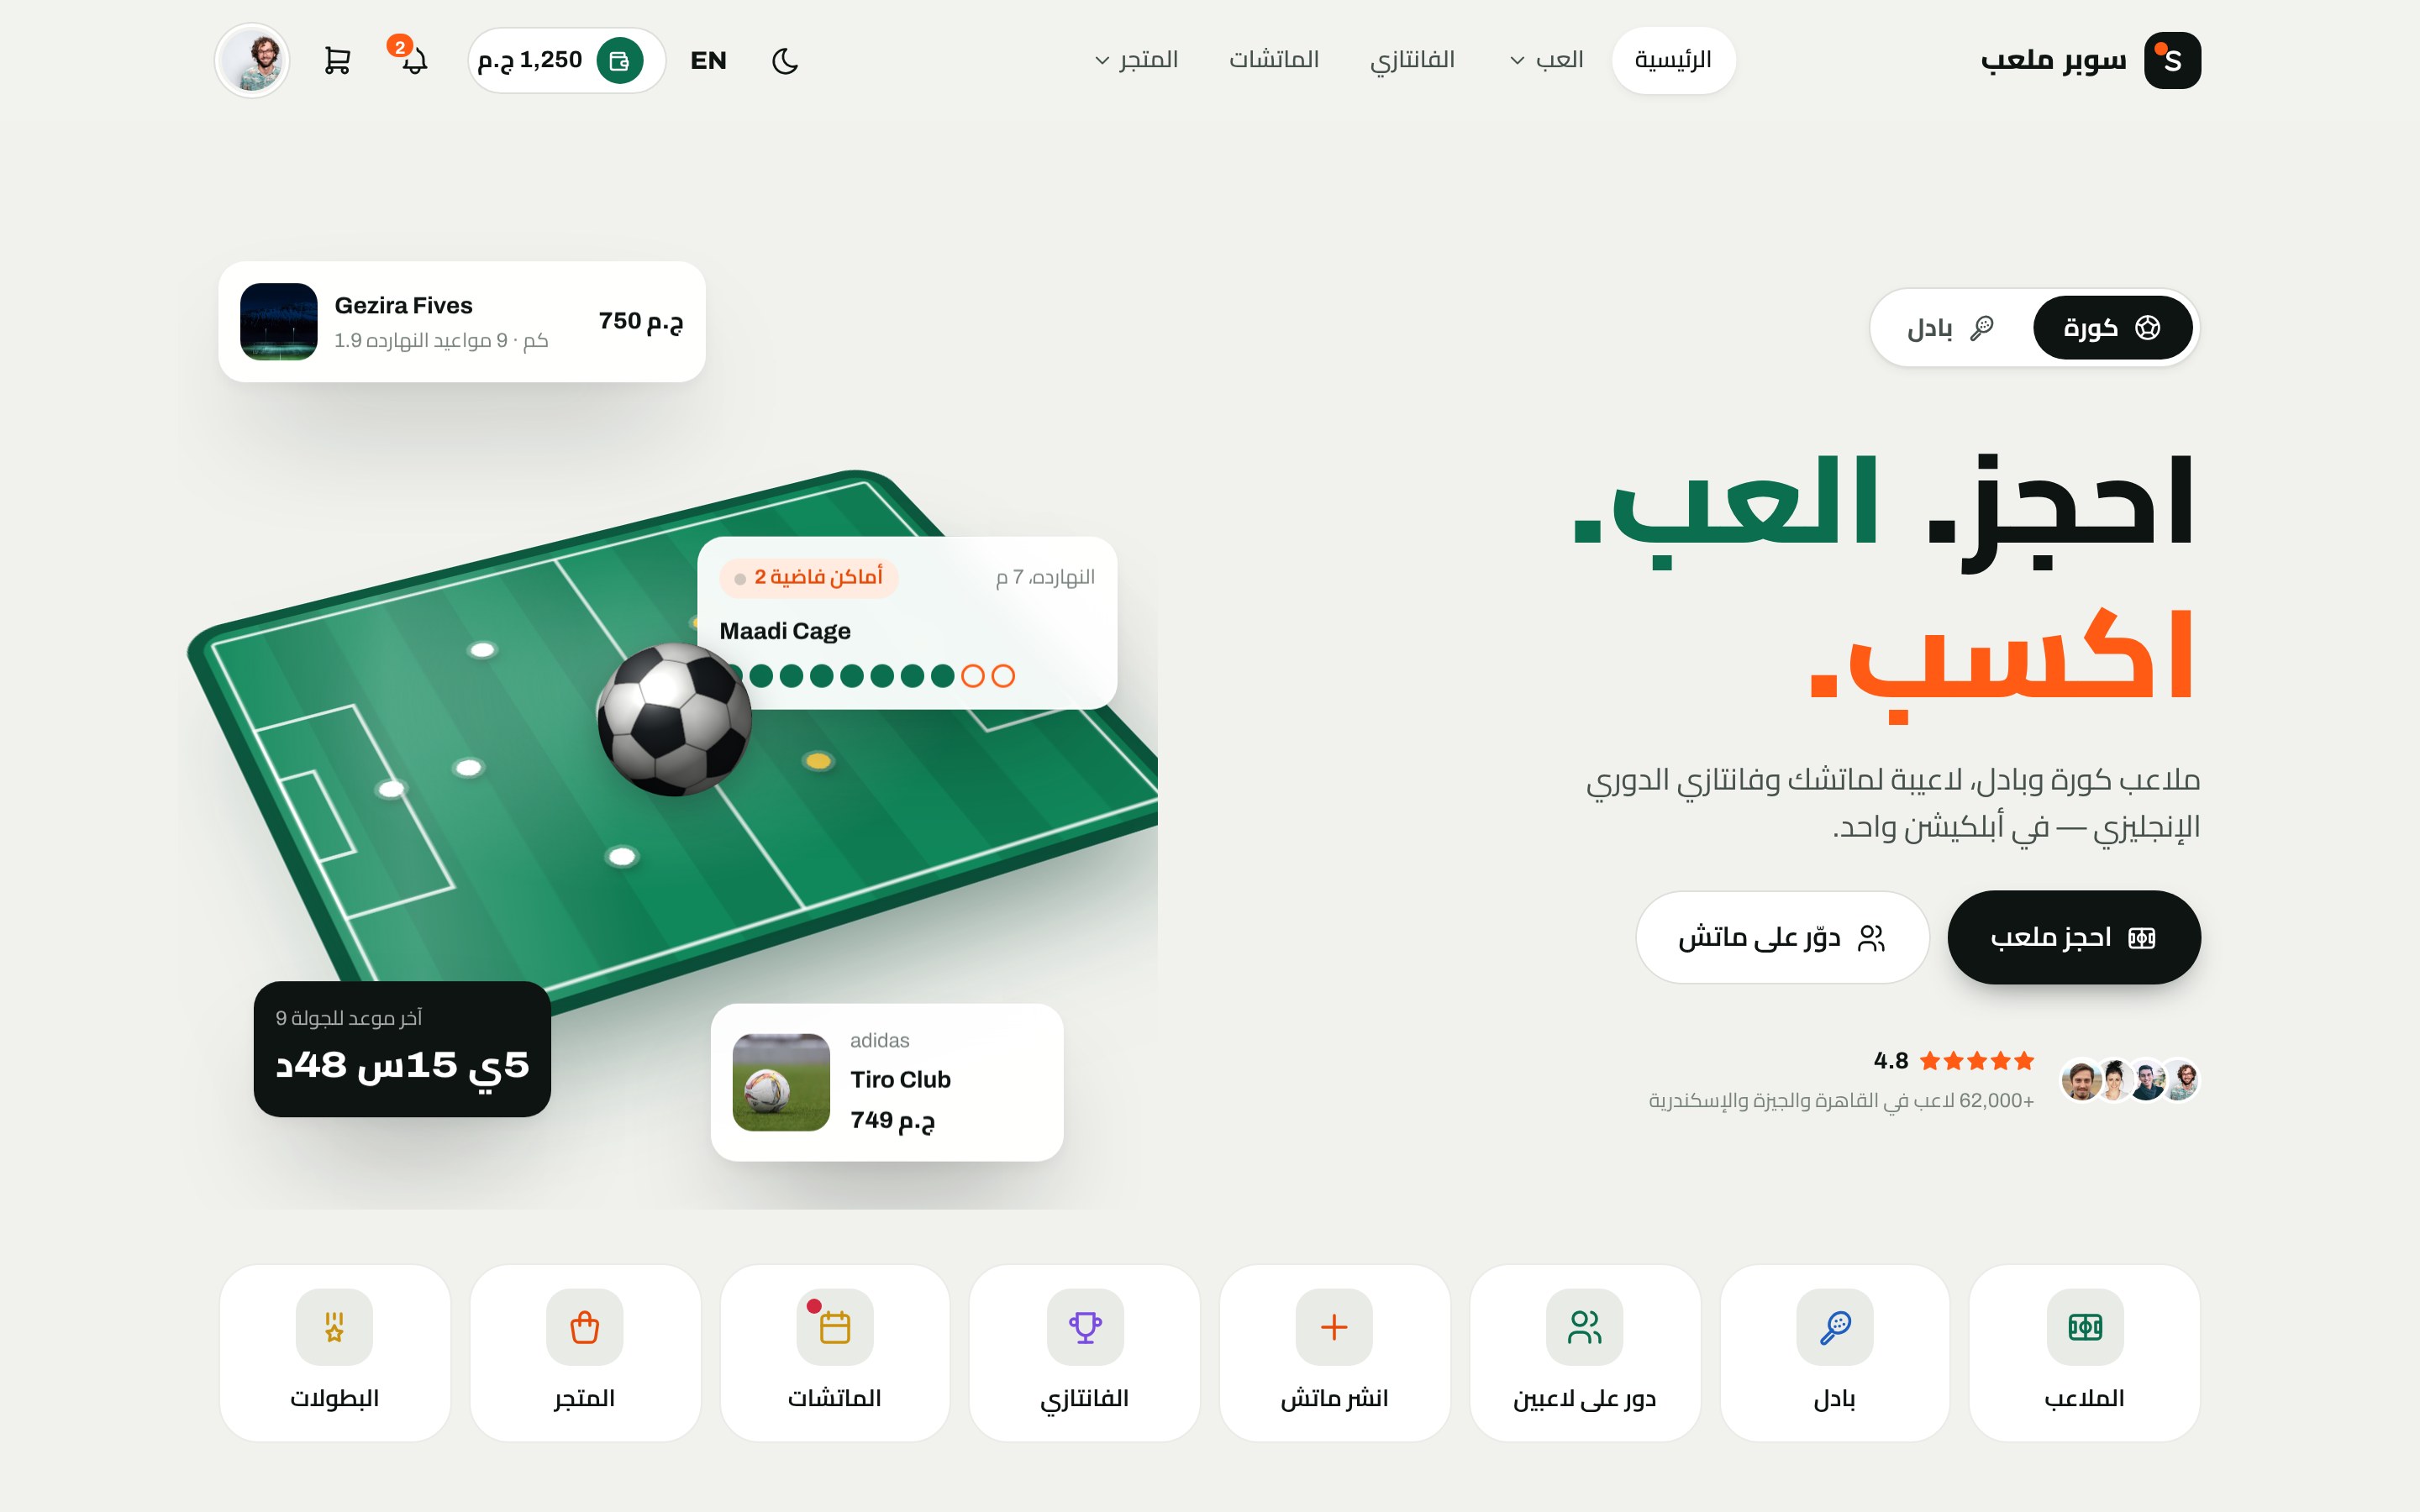 سوبر ملعب
S
الرئيسية
العب
الفانتازي
الماتشات
المتجر
EN
1,250 ج.م
2
كورة
بادل
احجز. العب.
اكسب.
ملاعب كورة وبادل، لاعيبة لماتشك وفانتازي الدوري
الإنجليزي — في أبلكيشن واحد.
احجز ملعب
دوّر على ماتش
4.8
+62,000 لاعب في القاهرة والجيزة والإسكندرية
Gezira Fives
1.9 كم · 9 مواعيد النهارده
750 ج.م
2 أماكن فاضية
النهارده، 7 م
Maadi Cage
آخر موعد للجولة 9
5ي 15س 48د
adidas
Tiro Club
749 ج.م
الملاعب
بادل
دور على لاعبين
انشر ماتش
الفانتازي
الماتشات
المتجر
البطولات